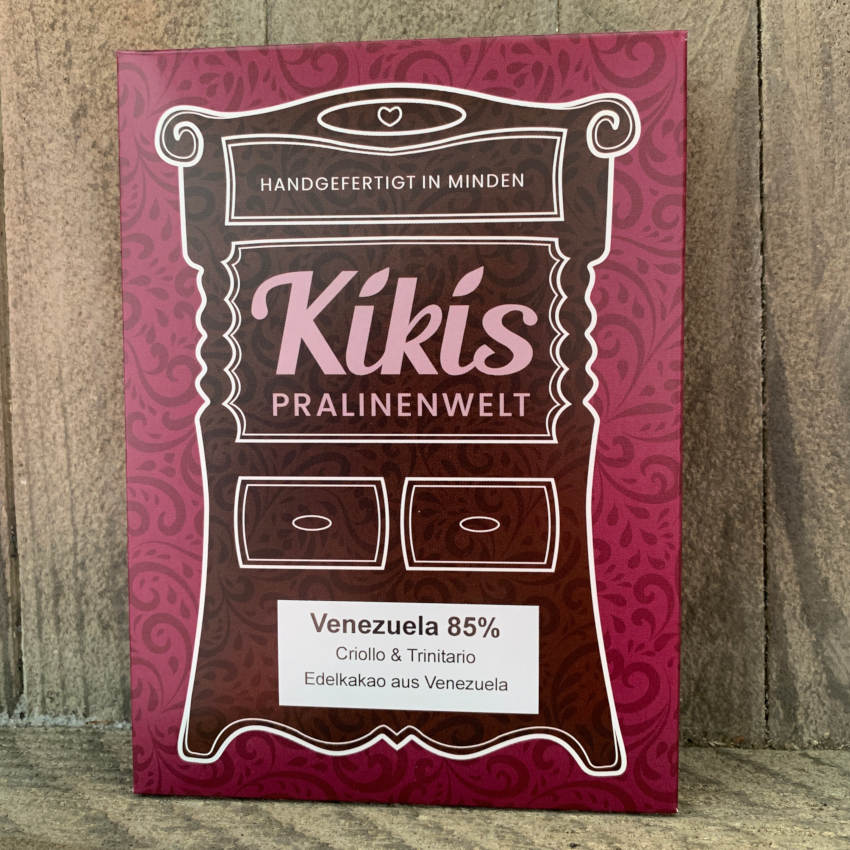 HANDGEFERTIGT IN MINDEN
Kikis
PRALINENWELT
Venezuela 85%
Criollo & Trinitario
Edelkakao aus Venezuela